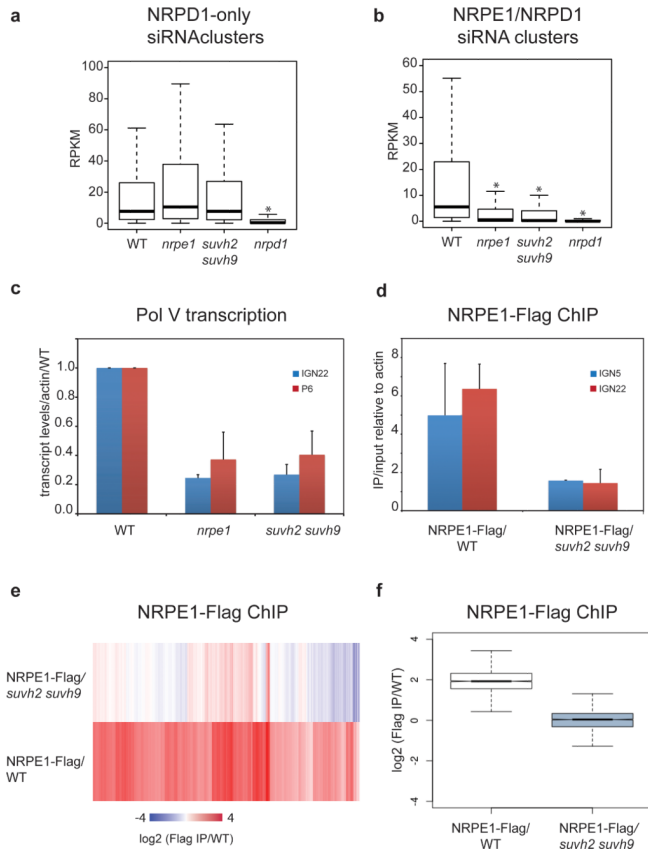 a
NRPD1-only
siRNAclusters
RPKM
100
80
60
40
20
0
*
WT
nrpe1
suvh2
suvh9
nrpd1
b
NRPE1/NRPD1
siRNA clusters
RPKM
60
50
40
30
20
10
0
*
*
*
WT
nrpe1
suvh2
suvh9
nrpd1
c
Pol V transcription
transcript levels/actin/WT
1.0
0.8
0.6
0.4
0.2
0.0
IGN22
P6
WT
nrpe1
suvh2 suvh9
d
NRPE1-Flag ChIP
IP/input relative to actin
8
6
4
2
0
IGN5
IGN22
NRPE1-Flag/
WT
NRPE1-Flag/
suvh2 suvh9
e
NRPE1-Flag ChIP
NRPE1-Flag/
suvh2 suvh9
NRPE1-Flag/
WT
-4
4
log2 (Flag IP/WT)
f
NRPE1-Flag ChIP
log2 (Flag IP/WT)
4
2
0
-2
-4
NRPE1-Flag/
WT
NRPE1-Flag/
suvh2 suvh9